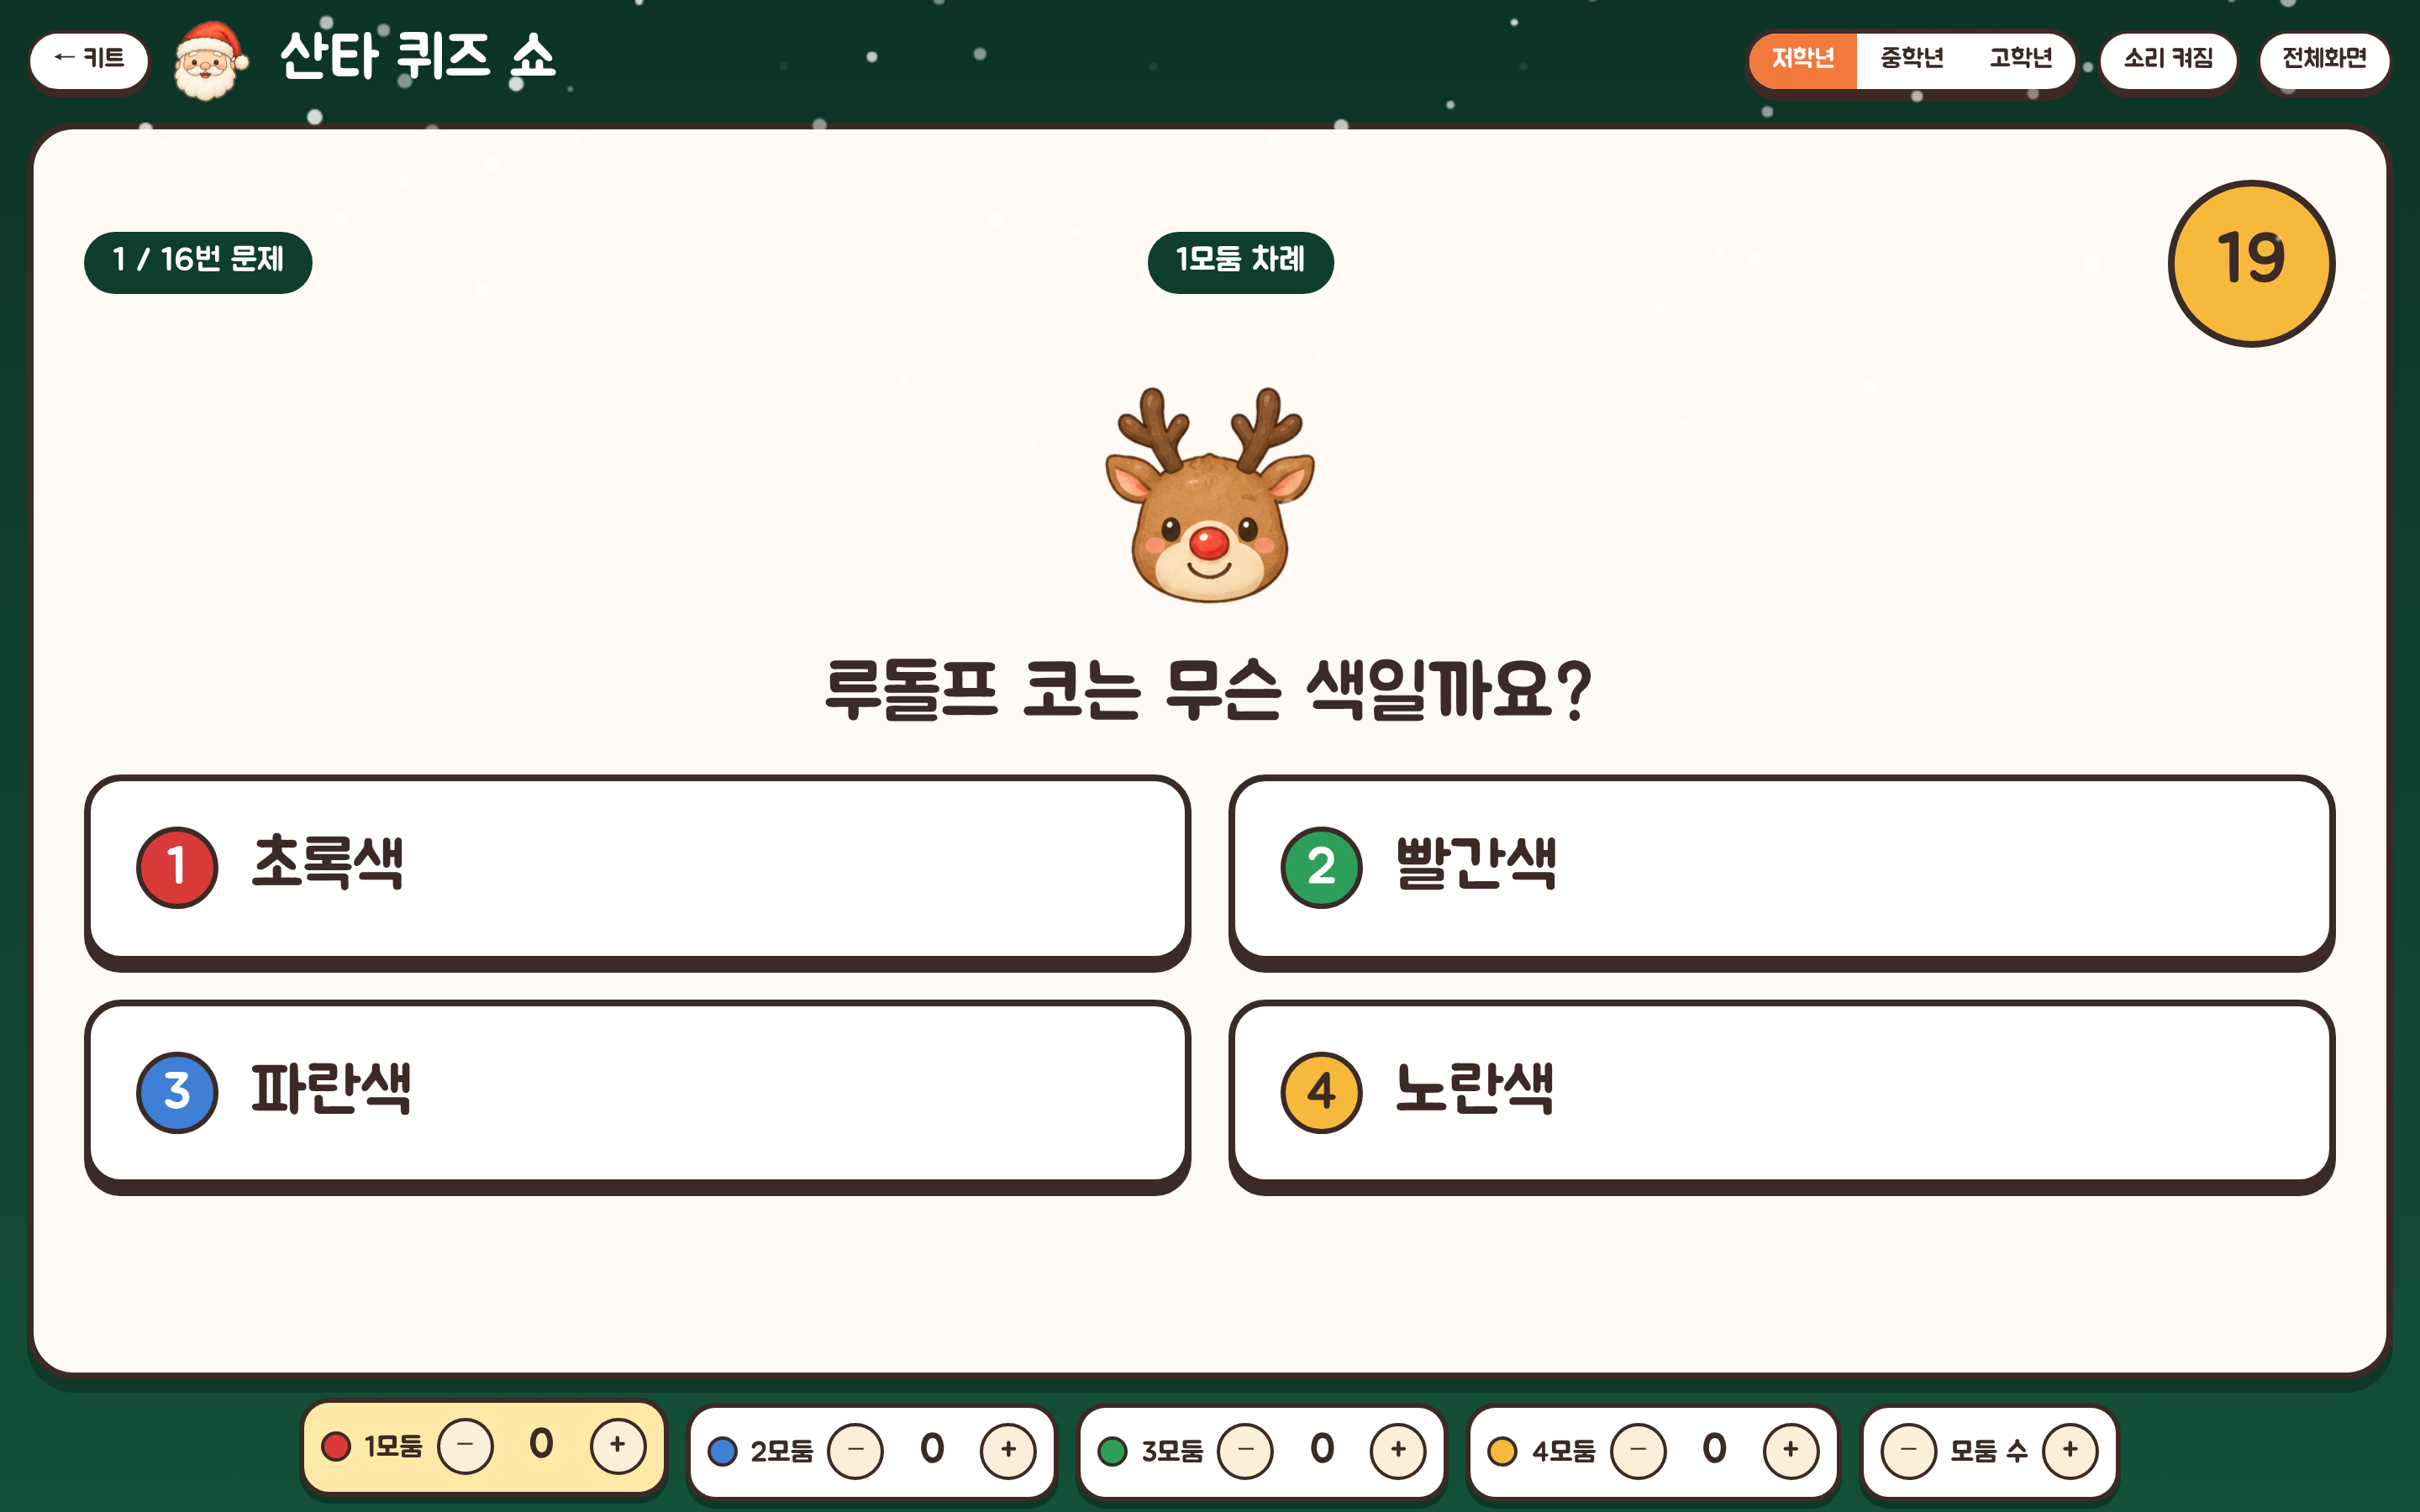 ← 키트
산타 퀴즈 쇼
저학년 중학년 고학년
소리 켜짐
전체화면
1 / 16번 문제
1모둠 차례
19
루돌프 코는 무슨 색일까요?
1 초록색
2 빨간색
3 파란색
4 노란색
1모둠 − 0 +
2모둠 − 0 +
3모둠 − 0 +
4모둠 − 0 +
− 모둠 수 +